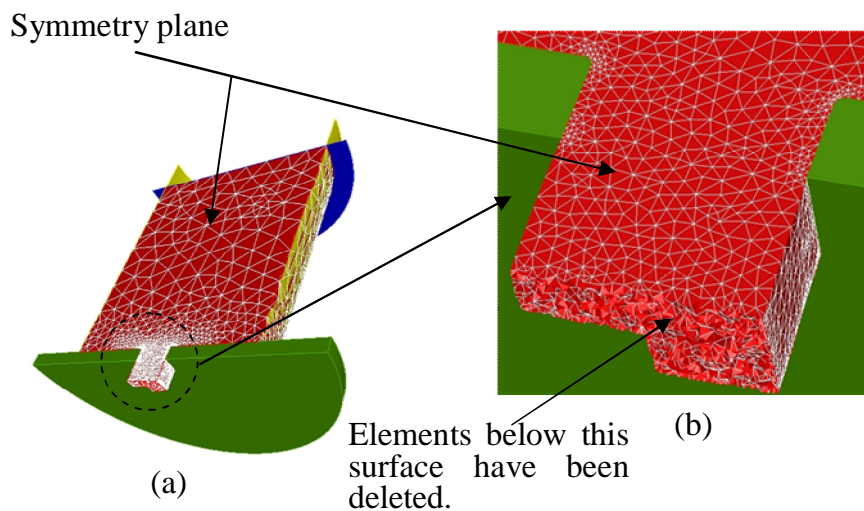 Symmetry plane
(a)
(b)
Elements below this
surface have been
deleted.